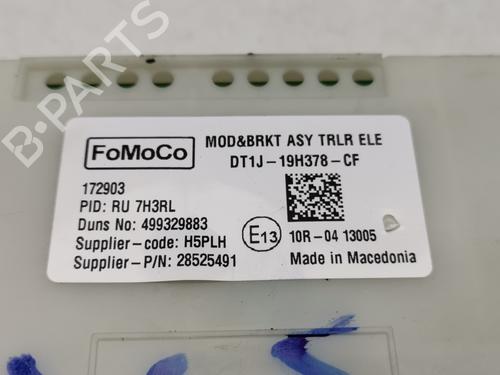 MOD&BRKT ASY TRLR ELE
FoMoCo
DT1J-19H378-CF
172903
PID: RU 7H3RL
Duns No: 499329883
Supplier-code: H5PLH
Supplier-P/N: 28525491
E13
10R-04 13005
Made in Macedonia
B-PARTS